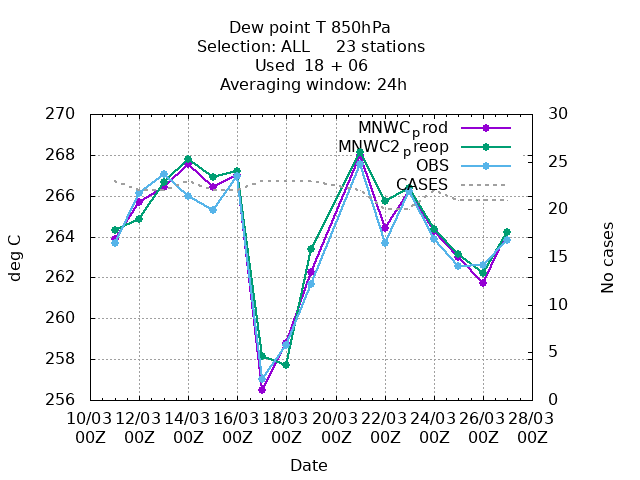 Dew point T 850hPa
Selection: ALL     23 stations
Used  18 + 06
Averaging window: 24h
270 30
MNWCprod
268 MNWC2preop 25
OBS
266 CASES 20
264
15
262
260 10
258 5
256 0
deg C
No cases
10/03 12/03 14/03 16/03 18/03 20/03 22/03 24/03 26/03 28/03
00Z 00Z 00Z 00Z 00Z 00Z 00Z 00Z 00Z 00Z
Date